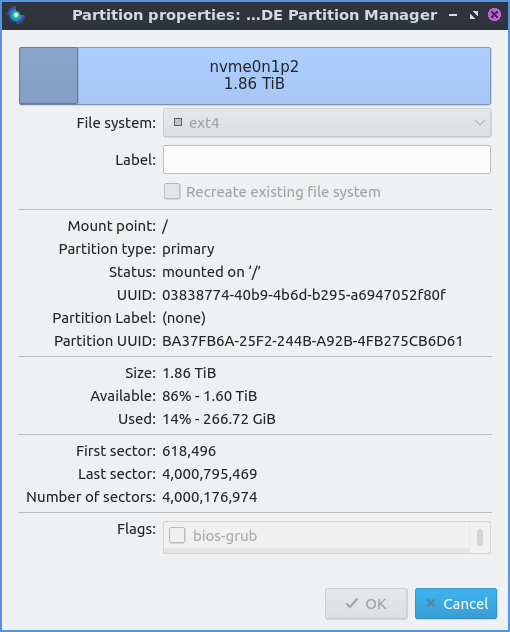 Partition properties: ...DE Partition Manager
nvme0n1p2
1.86 TiB
File system: ext4
Label:
Recreate existing file system
Mount point: /
Partition type: primary
Status: mounted on ‘/’
UUID: 03838774-40b9-4b6d-b295-a6947052f80f
Partition Label: (none)
Partition UUID: BA37FB6A-25F2-244B-A92B-4FB275CB6D61
Size: 1.86 TiB
Available: 86% - 1.60 TiB
Used: 14% - 266.72 GiB
First sector: 618,496
Last sector: 4,000,795,469
Number of sectors: 4,000,176,974
Flags: bios-grub
OK Cancel